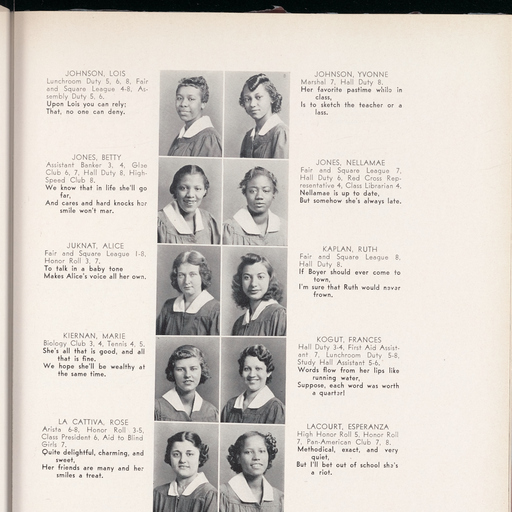 JOHNSON, LOIS
Lunchroom Duty 5, 6, 8, Fair
and Square League 4-8, As-
sembly Duty 5, 6.
Upon Lois you can rely;
That, no one can deny.
JONES, BETTY
Assistant Banker 3, 4, Glee
Club 6, 7, Hall Duty 8, High-
Speed Club 8.
We know that in life she'll go
far,
And cares and hard knocks her
smile won't mar.
JUKNAT, ALICE
Fair and Square League 1-8,
Honor Roll 3, 7.
To talk in a baby tone
Makes Alice's voice all her own.
KIERNAN, MARIE
Biology Club 3, 4, Tennis 4, 5.
She's all that is good, and all
that is fine,
We hope she'll be wealthy at
the same time.
LA CATTIVA, ROSE
Arista 6-8, Honor Roll 3-5,
Class President 6, Aid to Blind
Girls 7.
Quite delightful, charming, and
sweet,
Her friends are many and her
smiles a treat.
JOHNSON, YVONNE
Marshal 7, Hall Duty 8.
Her favorite pastime while in
class,
Is to sketch the teacher or a
lass.
JONES, NELLAMAE
Fair and Square League 7,
Hall Duty 6, Red Cross Rep-
resentative 4, Class Librarian 4.
Nellamae is up to date,
But somehow she's always late.
KAPLAN, RUTH
Fair and Square League 8,
Hall Duty 8.
If Boyer should ever come to
town,
I'm sure that Ruth would never
frown.
KOGUT, FRANCES
Hall Duty 3-4, First Aid Assist-
ant 7, Lunchroom Duty 5-8,
Study Hall Assistant 5-6.
Words flow from her lips like
running water,
Suppose, each word was worth
a quarter!
LACOURT, ESPERANZA
High Honor Roll 5, Honor Roll
7, Pan-American Club 7, 8.
Methodical, exact, and very
quiet,
But I'll bet out of school she's
a riot.